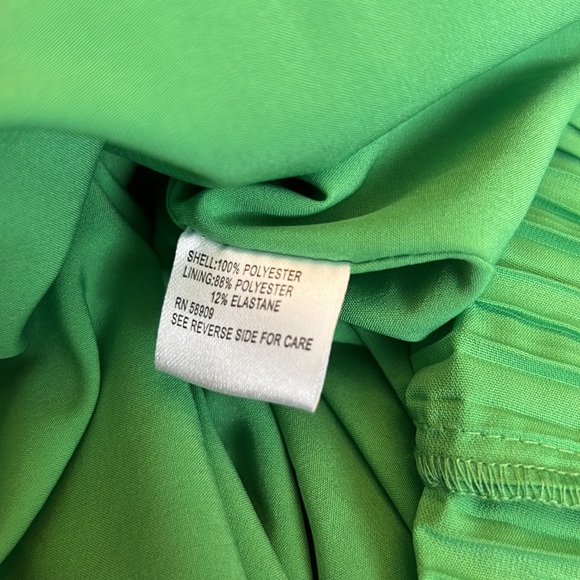 SHELL:100% POLYESTER
LINING:88% POLYESTER
12% ELASTANE
RN 58909
SEE REVERSE SIDE FOR CARE